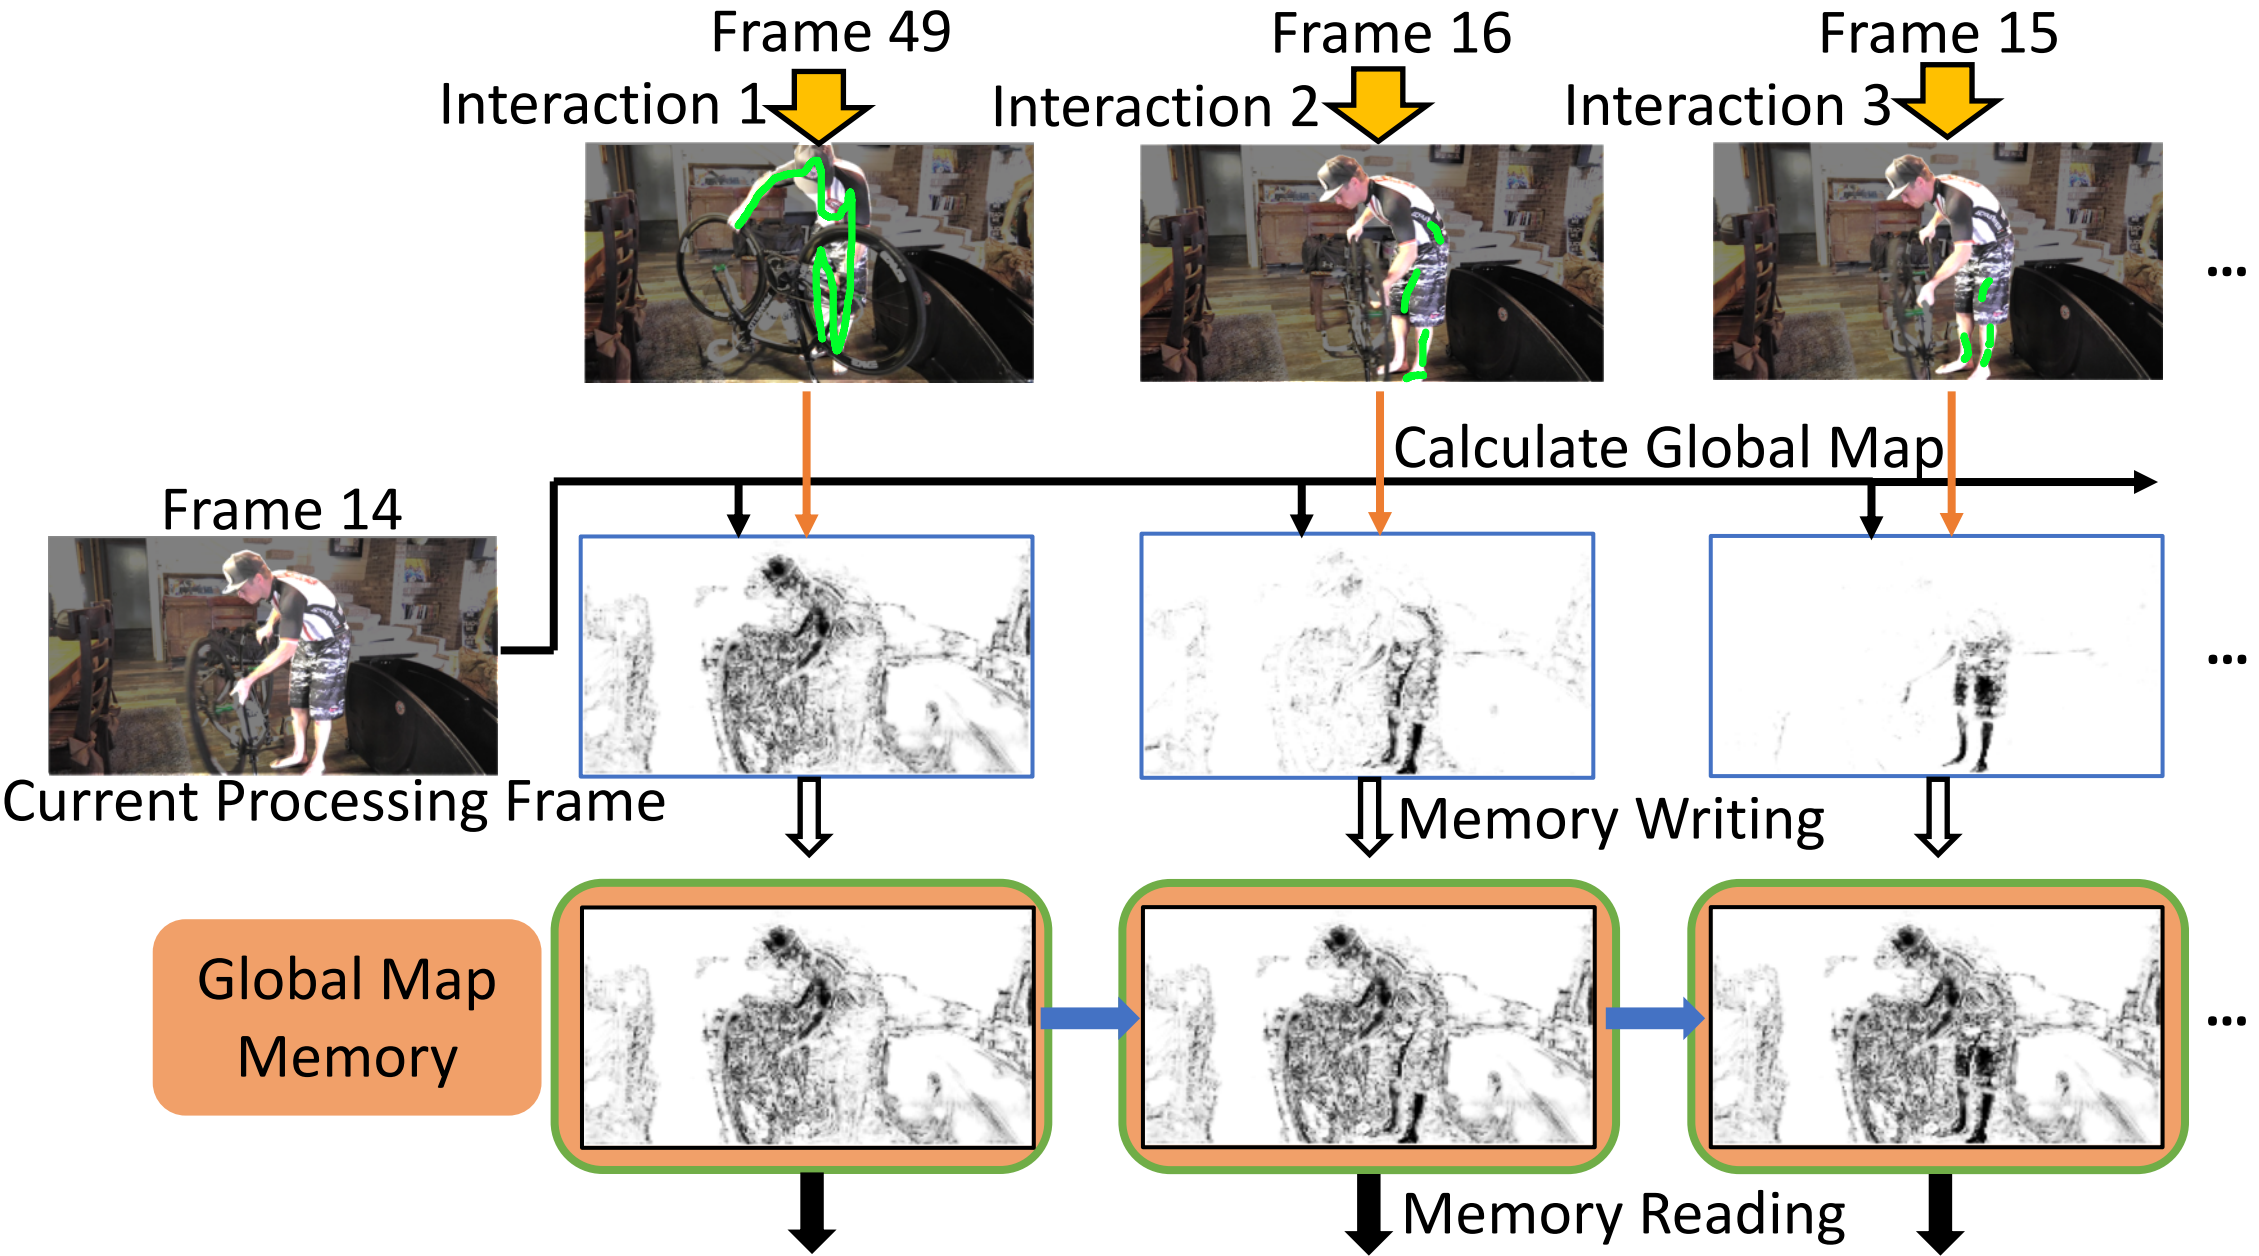 Frame 49
Frame 16
Frame 15
Interaction 1
Interaction 2
Interaction 3
...
Calculate Global Map
Frame 14
...
Current Processing Frame
Memory Writing
Global Map
Memory
...
Memory Reading